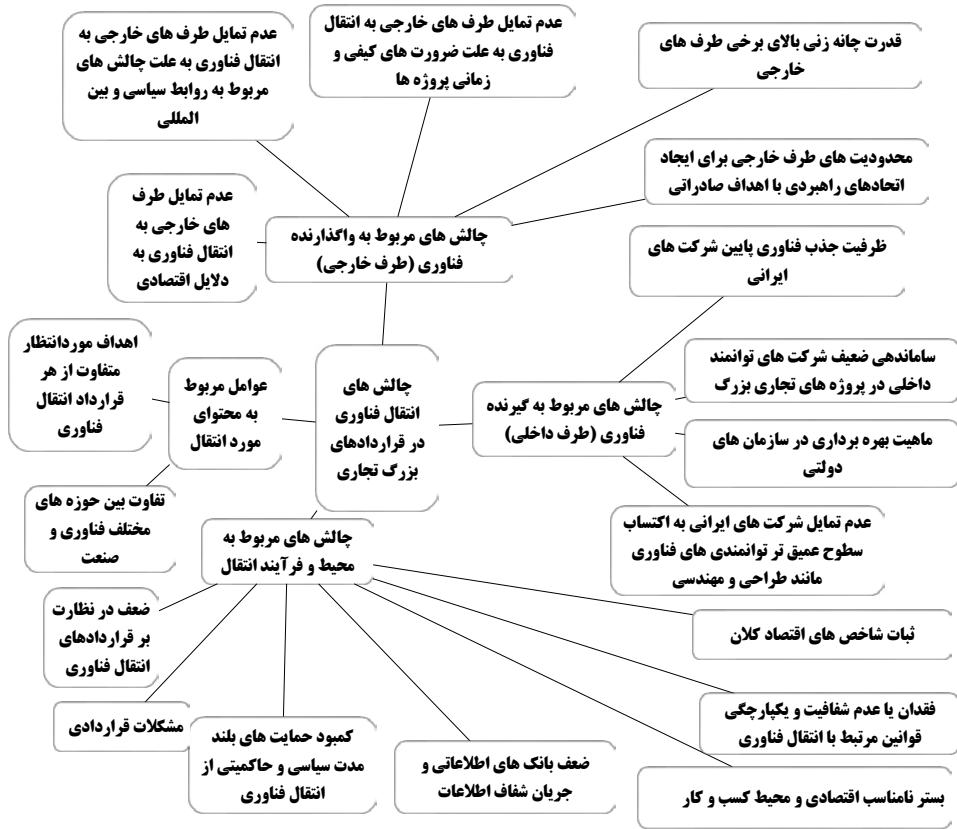 عدم تمایل طرف های خارجی به
انتقال فناوری به علت چالش های
مربوط به روابط سیاسی و بین
المللی
عدم تمایل طرف های خارجی به انتقال
فناوری به علت ضرورت های کیفی و
زمانی پروژه ها
قدرت چانه زنی بالای برخی طرف های
خارجی
محدودیت های طرف خارجی برای ایجاد
اتحادهای راهبردی با اهداف صادراتی
عدم تمایل طرف
های خارجی به
انتقال فناوری به
دلایل اقتصادی
چالش های مربوط به واگذارنده
فناوری (طرف خارجی)
ظرفیت جذب فناوری پایین شرکت های
ایرانی
اهداف موردانتظار
متفاوت از هر
قرارداد انتقال
فناوری
عوامل مربوط
به محتوای
مورد انتقال
چالش های
انتقال فناوری
در قراردادهای
بزرگ تجاری
چالش های مربوط به گیرنده
فناوری (طرف داخلی)
ساماندهی ضعیف شرکت های توانمند
داخلی در پروژه های تجاری بزرگ
ماهیت بهره برداری در سازمان های
دولتی
تفاوت بین حوزه های
مختلف فناوری و
صنعت
چالش های مربوط به
محیط و فرآیند انتقال
عدم تمایل شرکت های ایرانی به اکتساب
سطوح عمیق تر توانمندی های فناوری
مانند طراحی و مهندسی
ضعف در نظارت
بر قراردادهای
انتقال فناوری
ثبات شاخص های اقتصاد کلان
مشکلات قراردادی
کمبود حمایت های بلند
مدت سیاسی و حاکمیتی از
انتقال فناوری
ضعف بانک های اطلاعاتی و
جریان شفاف اطلاعات
فقدان یا عدم شفافیت و یکپارچگی
قوانین مرتبط با انتقال فناوری
بستر نامناسب اقتصادی و محیط کسب و کار